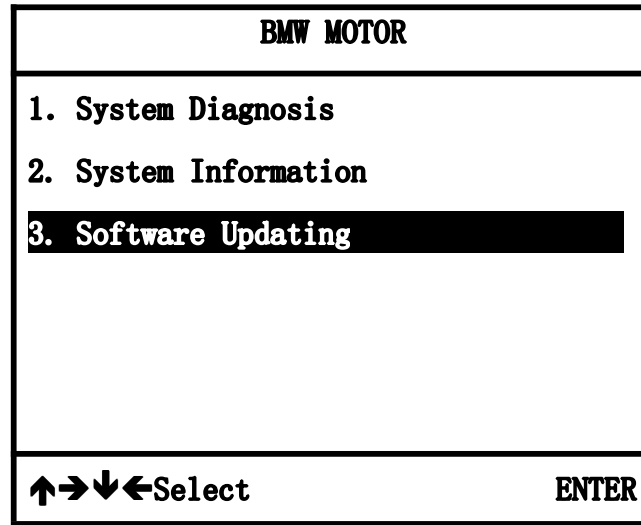 BMW MOTOR
1. System Diagnosis
2. System Information
3. Software Updating
↑→↓←Select ENTER